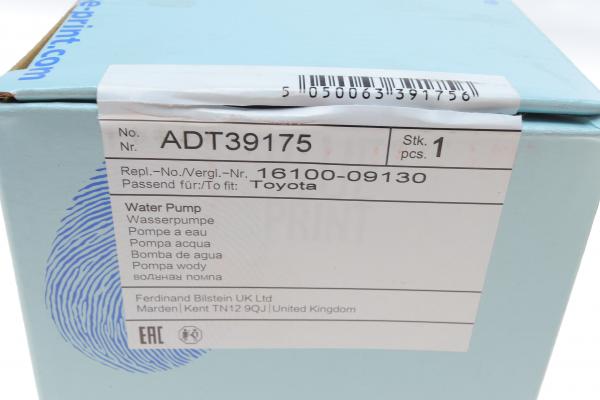 e-print.com
5 050063 391756
No.
Nr. ADT39175 Stk.
pcs. 1
Repl.-No./Vergl.-Nr. 16100-09130
Passend für:/To fit: Toyota
Water Pump
Wasserpumpe
Pompe a eau
Pompa acqua
Bomba de agua
Pompa wody
водяная помпа
Ferdinand Bilstein UK Ltd
Marden|Kent TN12 9QJ|United Kingdom
EAC
PRINT